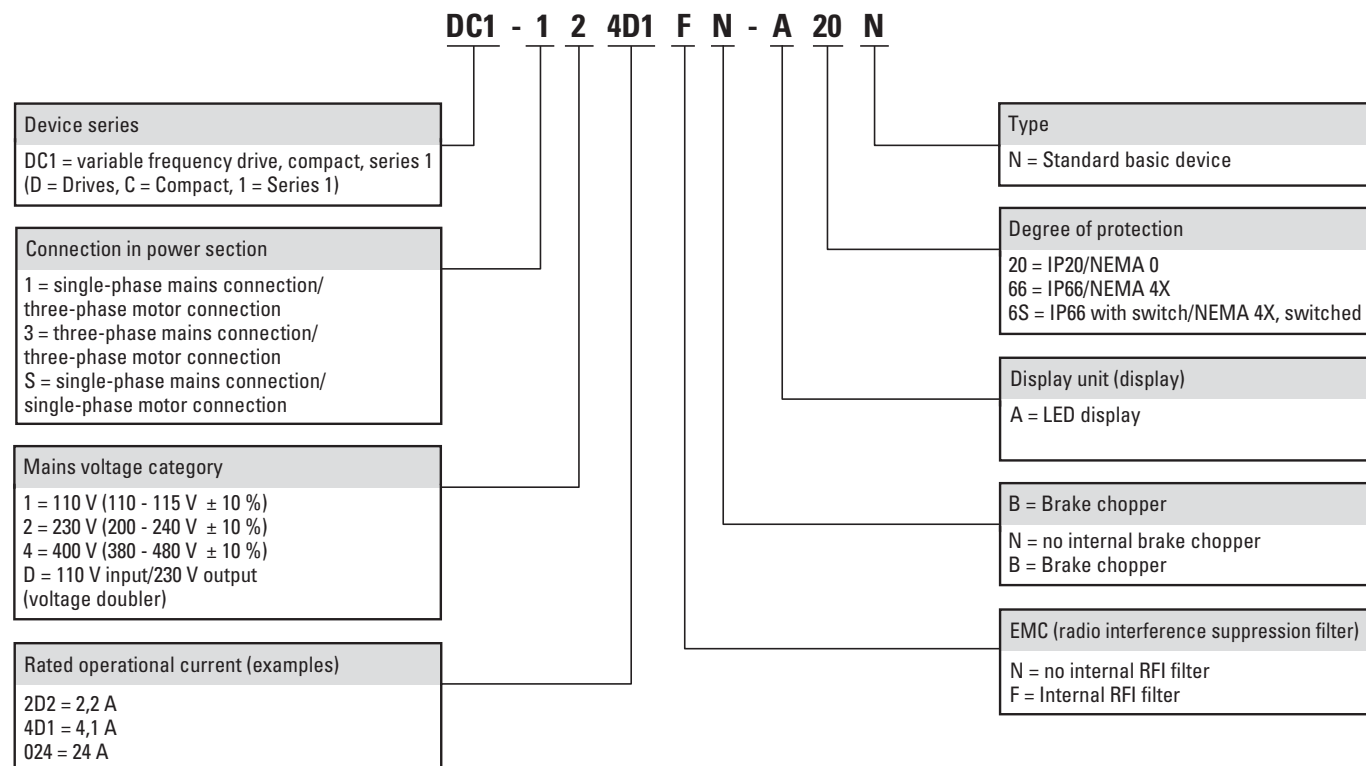 DC1 - 1 2 4D1 F N - A 20 N
Device series
DC1 = variable frequency drive, compact, series 1
(D = Drives, C = Compact, 1 = Series 1)
Connection in power section
1 = single-phase mains connection/
three-phase motor connection
3 = three-phase mains connection/
three-phase motor connection
S = single-phase mains connection/
single-phase motor connection
Mains voltage category
1 = 110 V (110 - 115 V ± 10 %)
2 = 230 V (200 - 240 V ± 10 %)
4 = 400 V (380 - 480 V ± 10 %)
D = 110 V input/230 V output
(voltage doubler)
Rated operational current (examples)
2D2 = 2,2 A
4D1 = 4,1 A
024 = 24 A
Type
N = Standard basic device
Degree of protection
20 = IP20/NEMA 0
66 = IP66/NEMA 4X
6S = IP66 with switch/NEMA 4X, switched
Display unit (display)
A = LED display
B = Brake chopper
N = no internal brake chopper
B = Brake chopper
EMC (radio interference suppression filter)
N = no internal RFI filter
F = Internal RFI filter